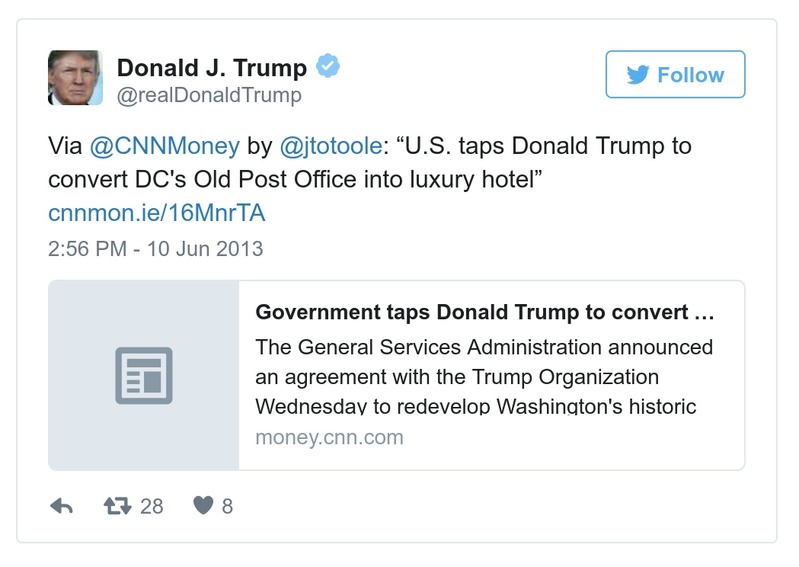 Donald J. Trump
@realDonaldTrump
Follow
Via @CNNMoney by @jtotoole: “U.S. taps Donald Trump to
convert DC's Old Post Office into luxury hotel”
cnnmon.ie/16MnrTA
2:56 PM - 10 Jun 2013
Government taps Donald Trump to convert …
The General Services Administration announced
an agreement with the Trump Organization
Wednesday to redevelop Washington's historic
money.cnn.com
28
8